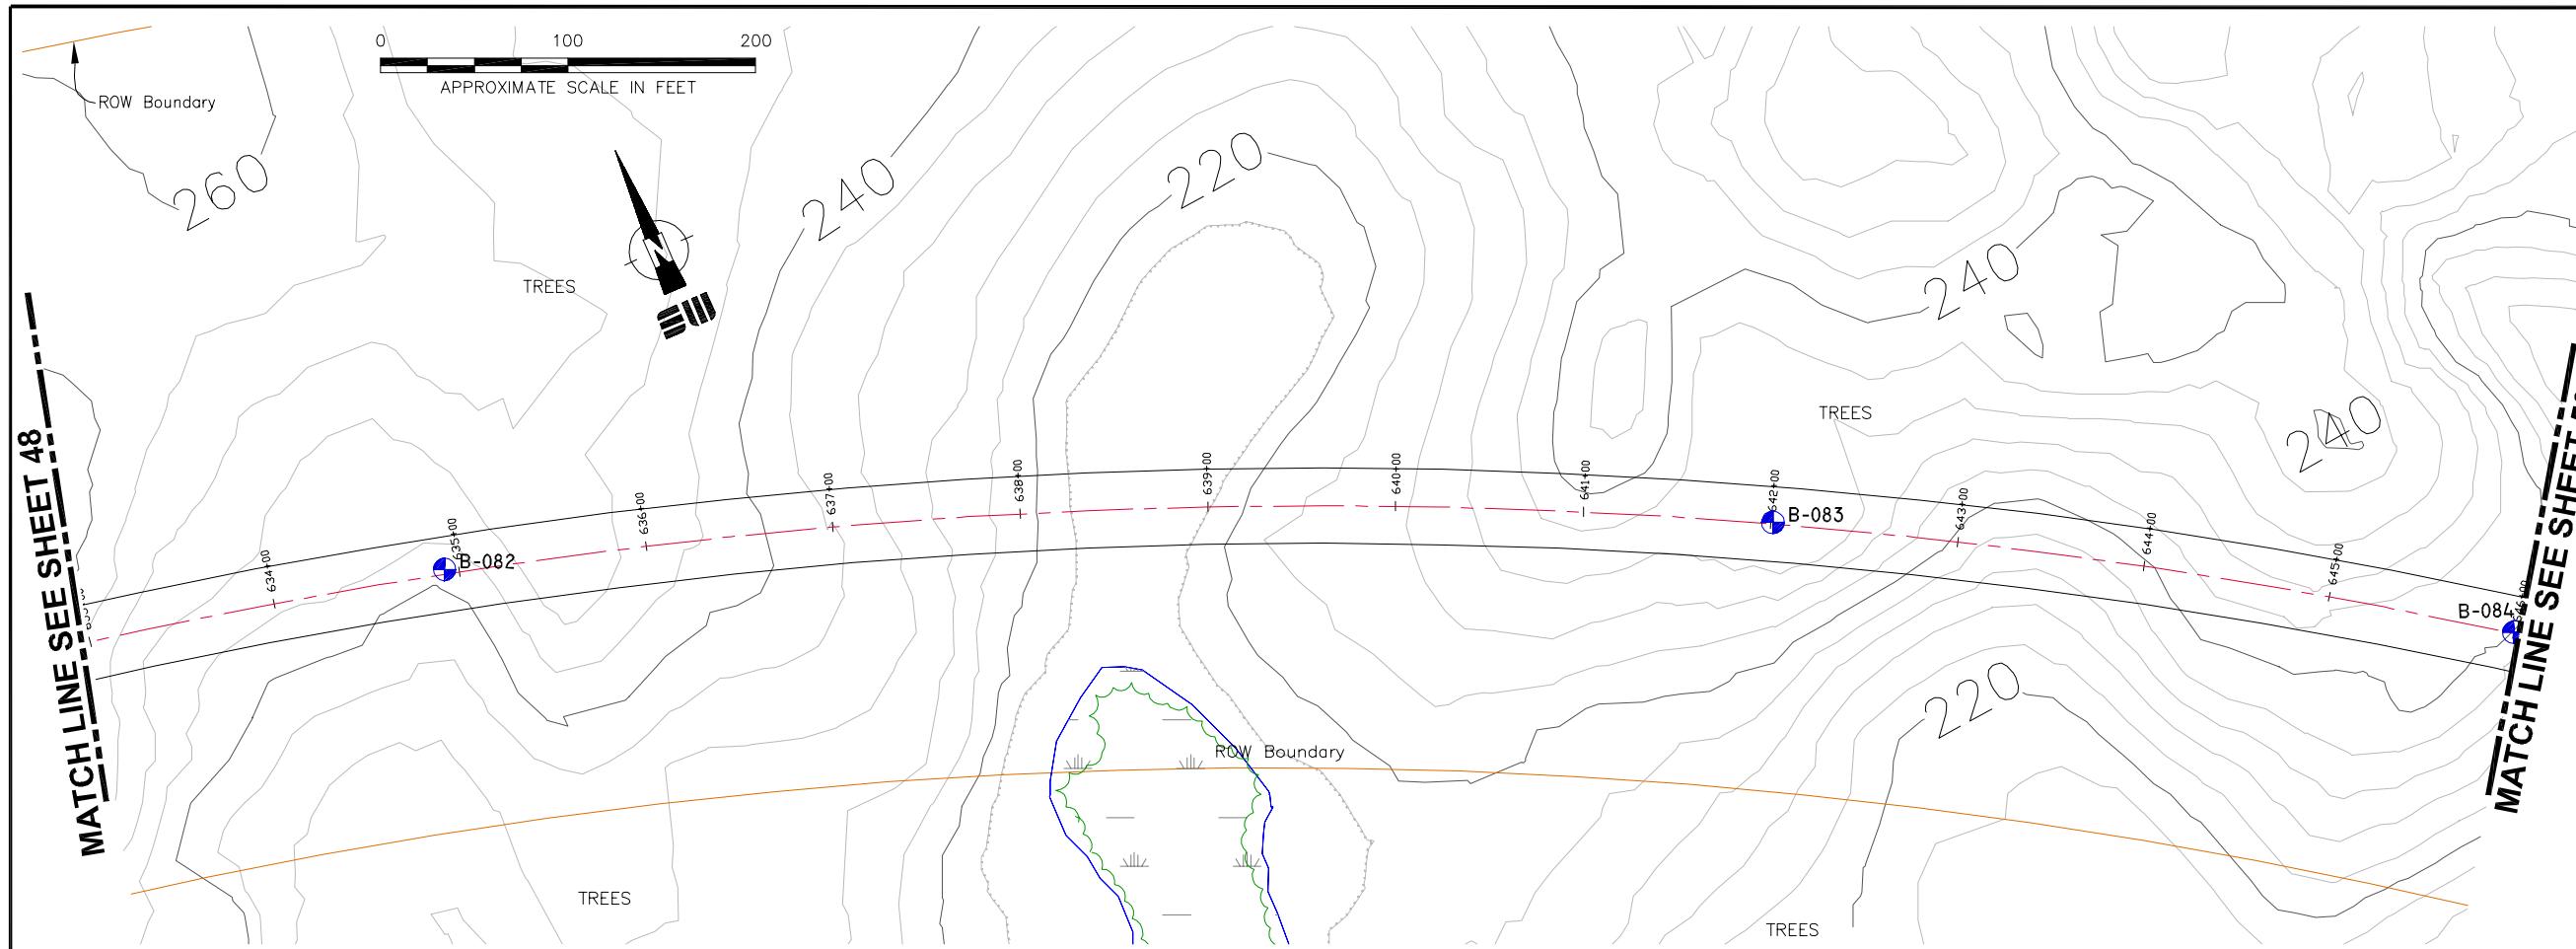 0 100 200
APPROXIMATE SCALE IN FEET
ROW Boundary
260
240
220
N
TREES
240
240
TREES
MATCH LINE SEE SHEET 48
634+00
635+00
B-082
636+00
637+00
638+00
639+00
640+00
641+00
642+00
B-083
643+00
644+00
645+00
B-084
MATCH LINE SEE SHEET
220
ROW Boundary
TREES
TREES